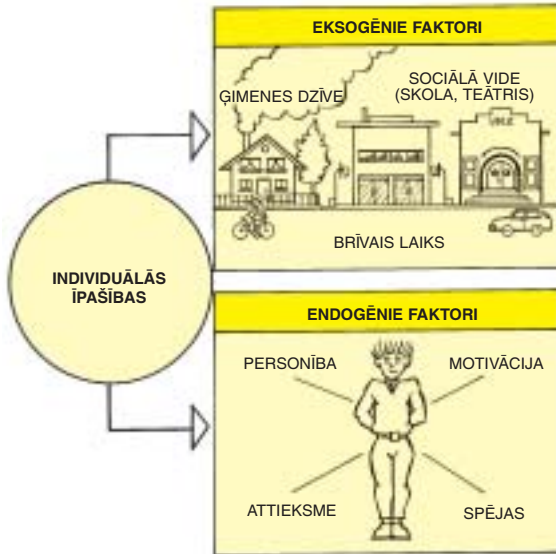 EKSOGĒNIE FAKTORI
ĢIMENES DZĪVE
SOCIĀLĀ VIDE
(SKOLA, TEĀTRIS)
BRĪVAIS LAIKS
INDIVIDUĀLĀS
ĪPAŠĪBAS
ENDOGĒNIE FAKTORI
PERSONĪBA
MOTIVĀCIJA
ATTIEKSME
SPĒJAS